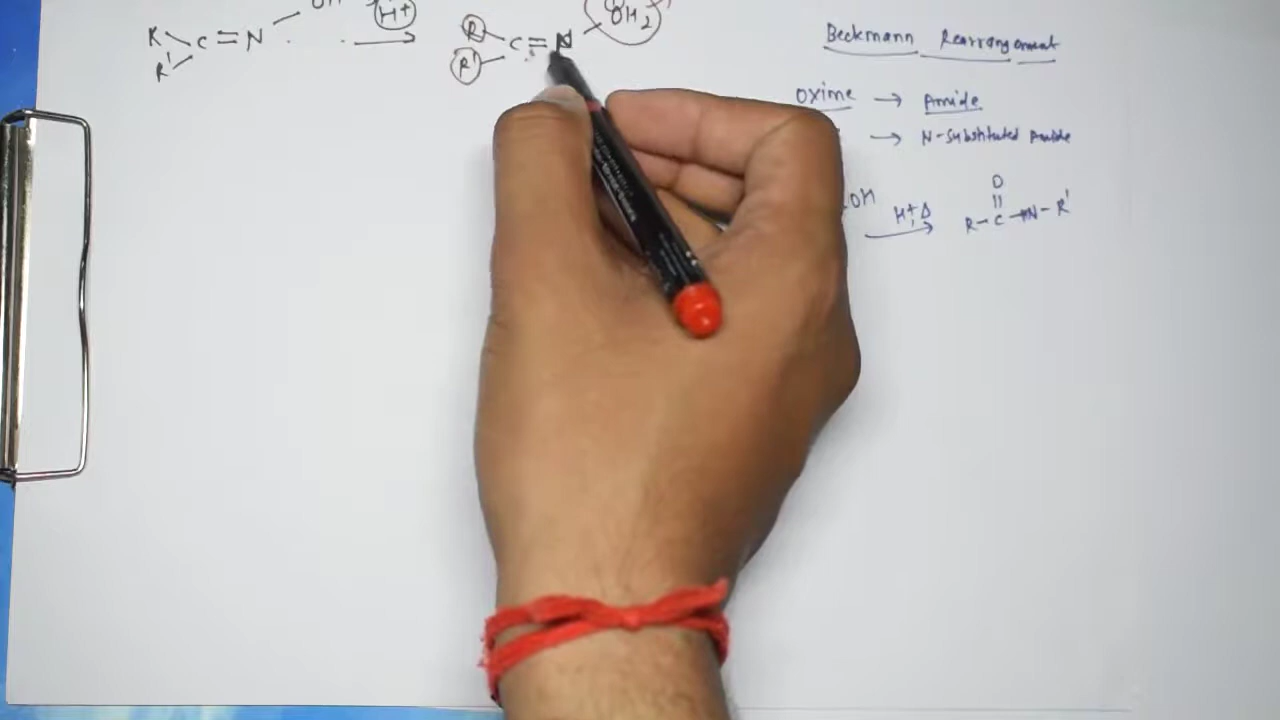 OH
H+
R C = N
R'
R C = N
OH2
R'
Beckmann Rearrangement
Oxime → Amide
→ N-substituted Amide
OH
H+, Δ
O
R - C - N - R'